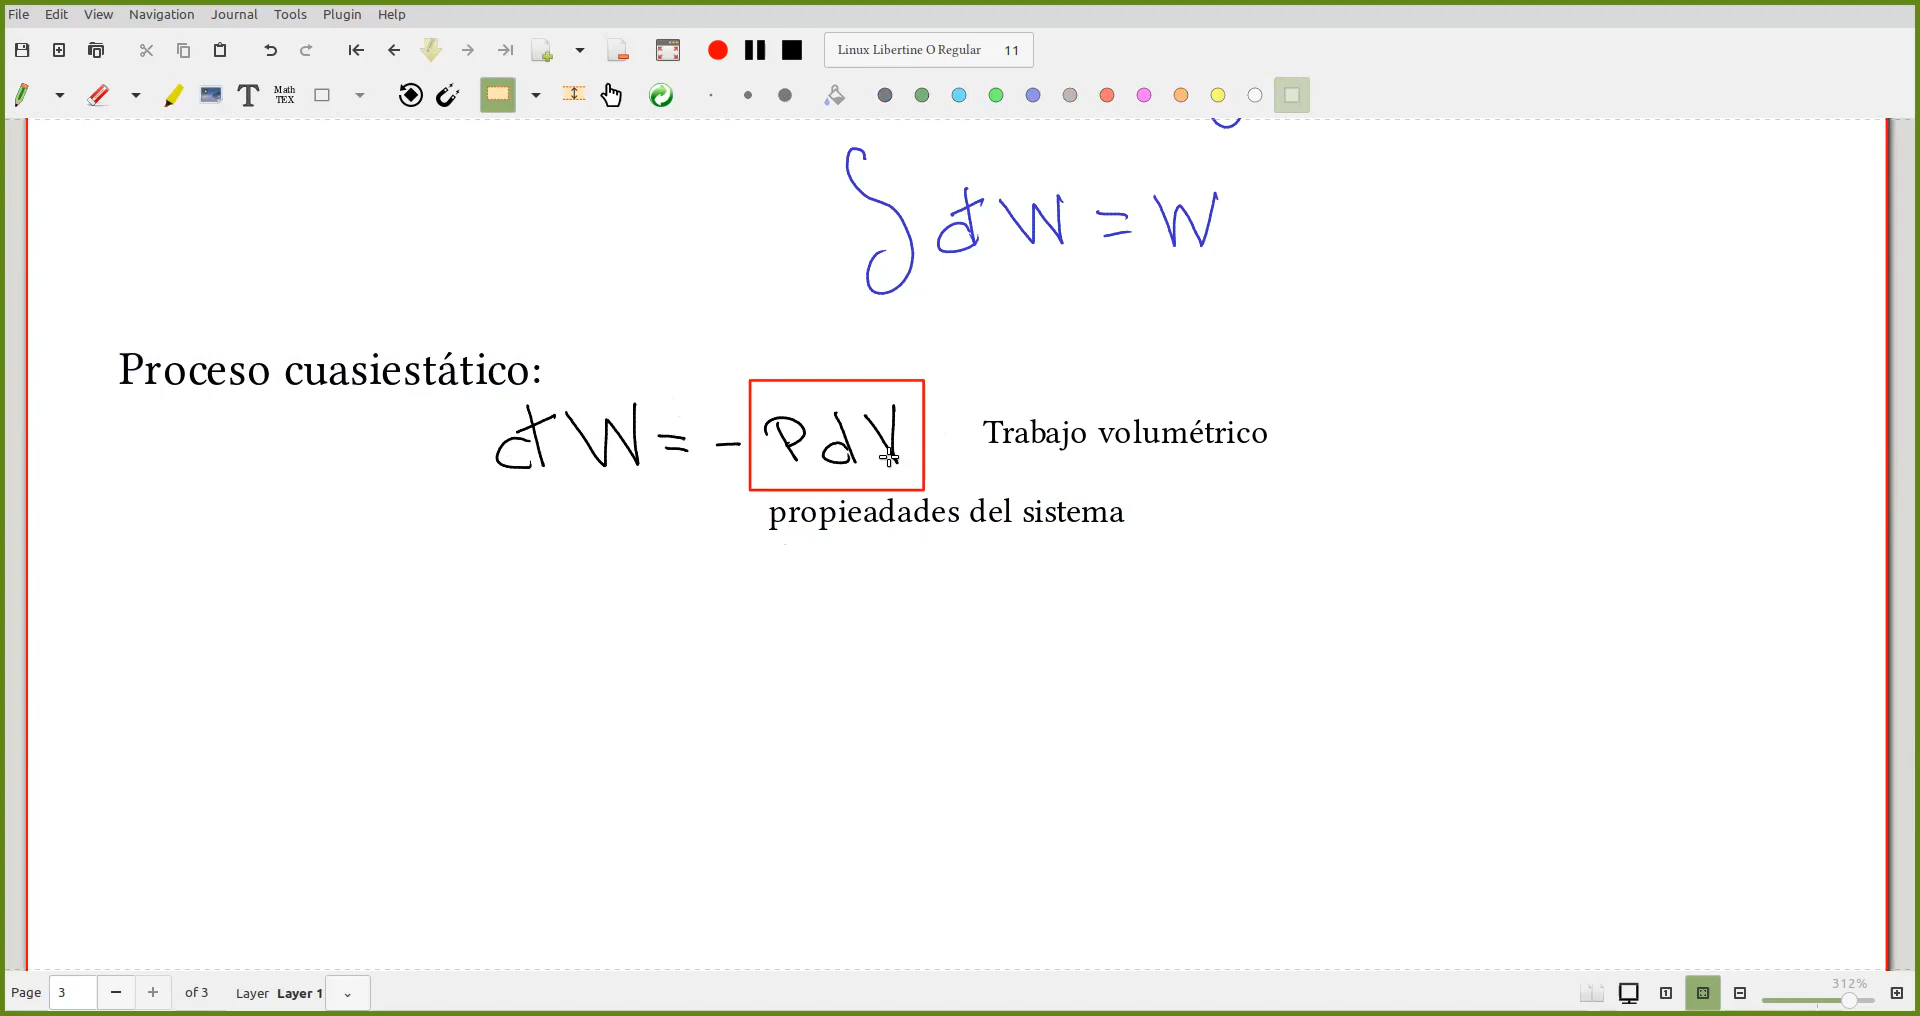 File Edit View Navigation Journal Tools Plugin Help
Linux Libertine O Regular 11
Math TEX
∫ đW = W
Proceso cuasiestático:
đW = - PdV
Trabajo volumétrico
propieadades del sistema
Page 3 of 3 Layer Layer 1 312%